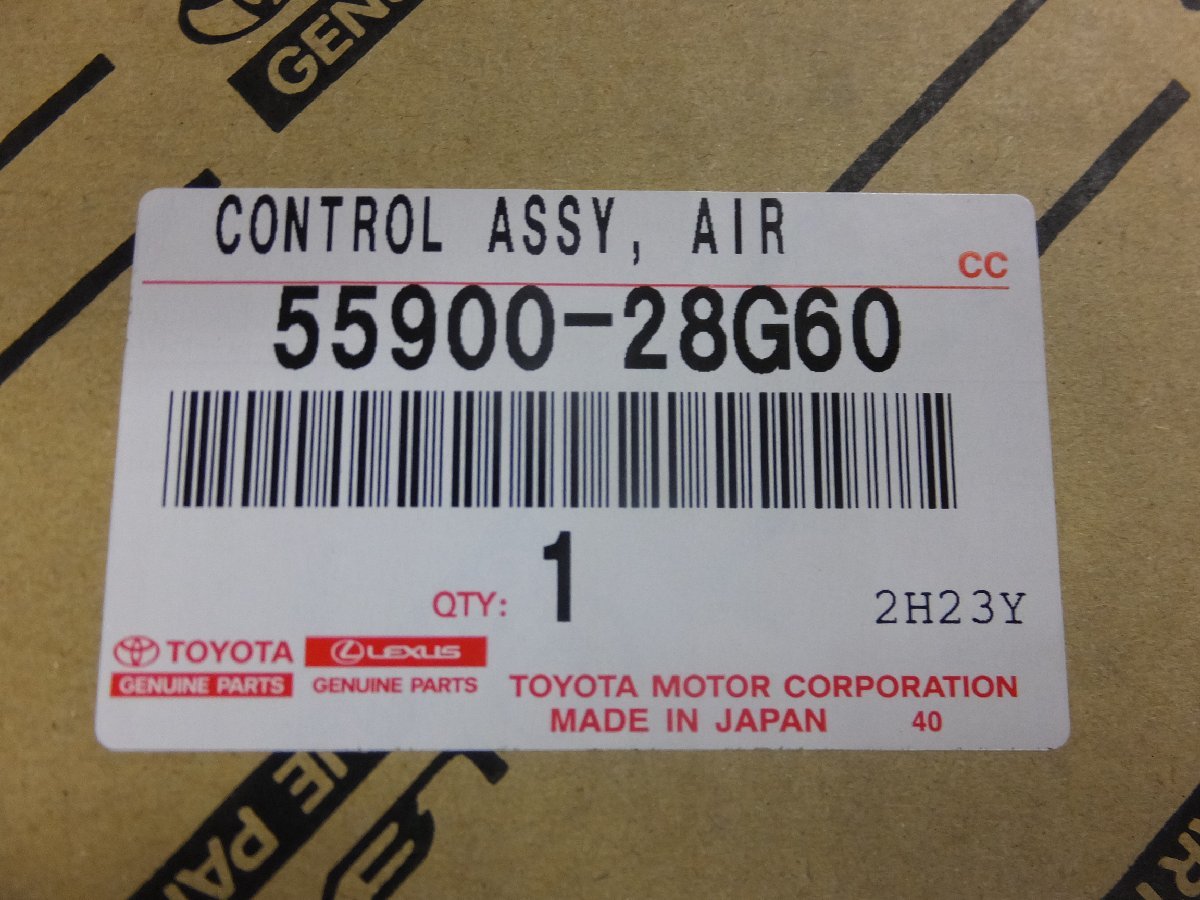 GENU
CONTROL ASSY, AIR
CC
55900-28G60
QTY: 1
2H23Y
TOYOTA LEXUS
GENUINE PARTS GENUINE PARTS
TOYOTA MOTOR CORPORATION
MADE IN JAPAN 40